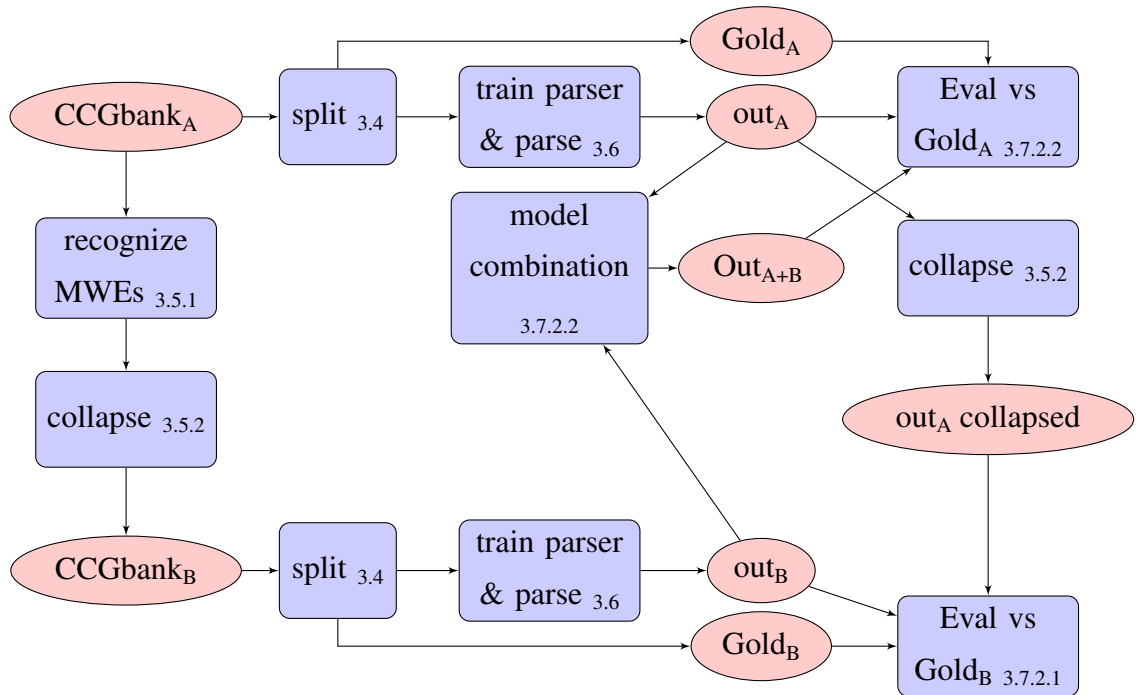 Gold_A
CCGbank_A
split 3.4
train parser
& parse 3.6
out_A
Eval vs
Gold_A 3.7.2.2
recognize
MWEs 3.5.1
model
combination
3.7.2.2
Out_A+B
collapse 3.5.2
collapse 3.5.2
out_A collapsed
CCGbank_B
split 3.4
train parser
& parse 3.6
out_B
Gold_B
Eval vs
Gold_B 3.7.2.1